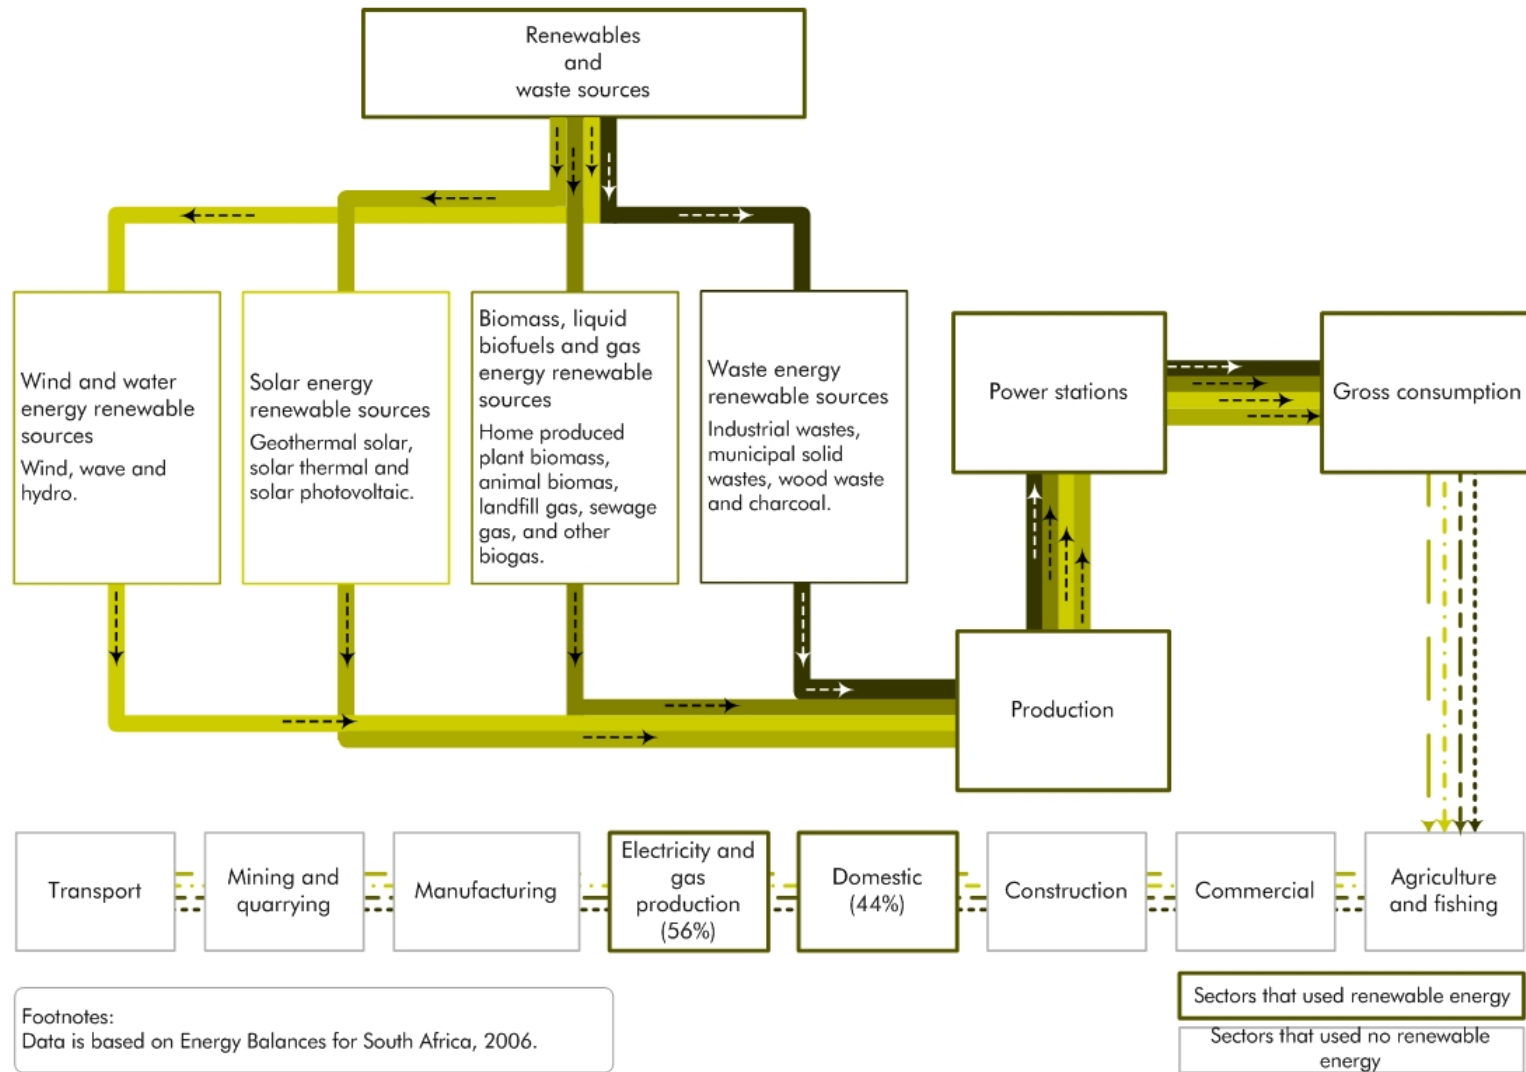 Renewables
and
waste sources
Wind and water
energy renewable
sources
Wind, wave and
hydro.
Solar energy
renewable sources
Geothermal solar,
solar thermal and
solar photovoltaic.
Biomass, liquid
biofuels and gas
energy renewable
sources
Home produced
plant biomass,
animal biomas,
landfill gas, sewage
gas, and other
biogas.
Waste energy
renewable sources
Industrial wastes,
municipal solid
wastes, wood waste
and charcoal.
Power stations
Gross consumption
Production
Transport
Mining and
quarrying
Manufacturing
Electricity and
gas
production
(56%)
Domestic
(44%)
Construction
Commercial
Agriculture
and fishing
Sectors that used renewable energy
Sectors that used no renewable
energy
Footnotes:
Data is based on Energy Balances for South Africa, 2006.